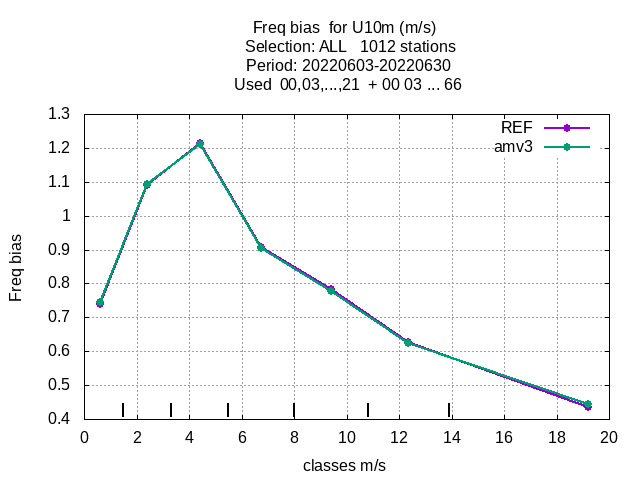 Freq bias  for U10m (m/s)
Selection: ALL   1012 stations
Period: 20220603-20220630
Used  00,03,...,21  + 00 03 ... 66
REF
amv3
1.3
1.2
1.1
1
0.9
0.8
0.7
0.6
0.5
0.4
Freq bias
0 2 4 6 8 10 12 14 16 18 20
classes m/s